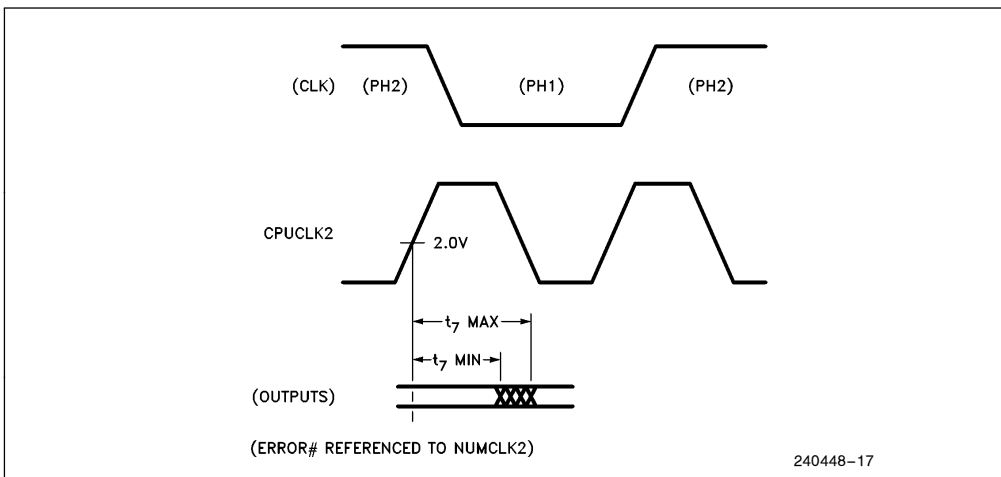 (CLK) (PH2) (PH1) (PH2)
CPUCLK2
2.0V
t7 MAX
t7 MIN
(OUTPUTS)
(ERROR# REFERENCED TO NUMCLK2)
240448–17